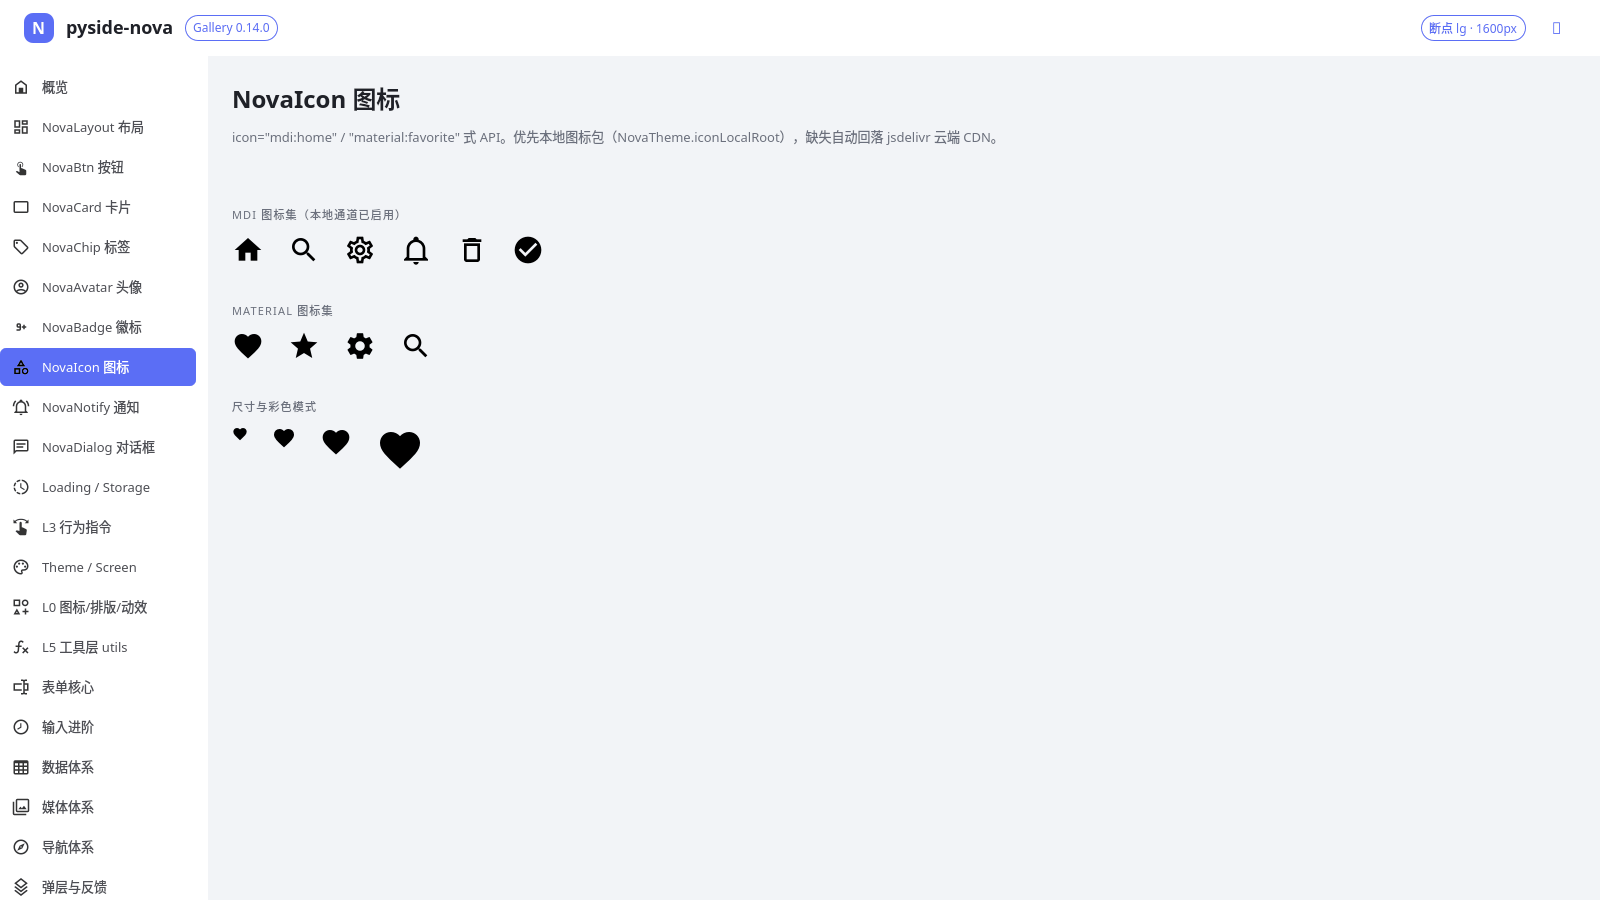 N
pyside-nova
Gallery 0.14.0
断点 lg · 1600px
概览
NovaLayout 布局
NovaBtn 按钮
NovaCard 卡片
NovaChip 标签
NovaAvatar 头像
9+
NovaBadge 徽标
NovaIcon 图标
NovaNotify 通知
NovaDialog 对话框
Loading / Storage
L3 行为指令
Theme / Screen
L0 图标/排版/动效
L5 工具层 utils
表单核心
输入进阶
数据体系
媒体体系
导航体系
弹层与反馈
NovaIcon 图标
icon="mdi:home" / "material:favorite" 式 API。优先本地图标包（NovaTheme.iconLocalRoot），缺失自动回落 jsdelivr 云端 CDN。
MDI 图标集（本地通道已启用）
MATERIAL 图标集
尺寸与彩色模式